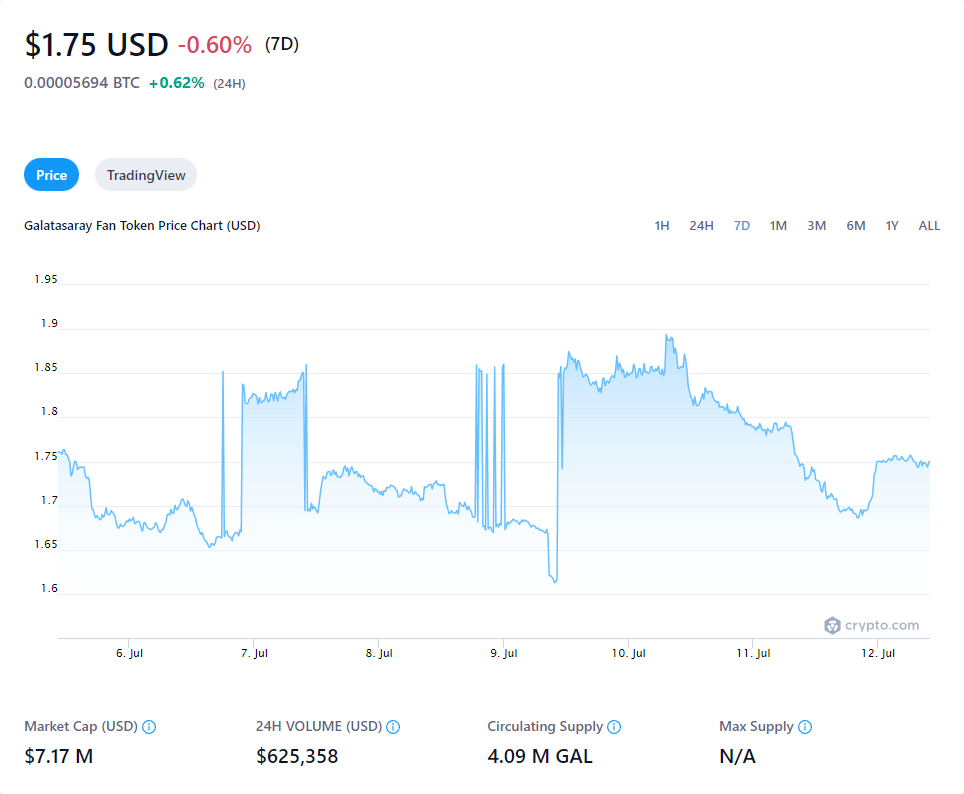 $1.75 USD -0.60% (7D)
0.00005694 BTC +0.62% (24H)
Price TradingView
Galatasaray Fan Token Price Chart (USD) 1H 24H 7D 1M 3M 6M 1Y ALL
1.95
1.9
1.85
1.8
1.75
1.7
1.65
1.6
crypto.com
6. Jul 7. Jul 8. Jul 9. Jul 10. Jul 11. Jul 12. Jul
Market Cap (USD) 24H VOLUME (USD) Circulating Supply Max Supply
$7.17 M $625,358 4.09 M GAL N/A